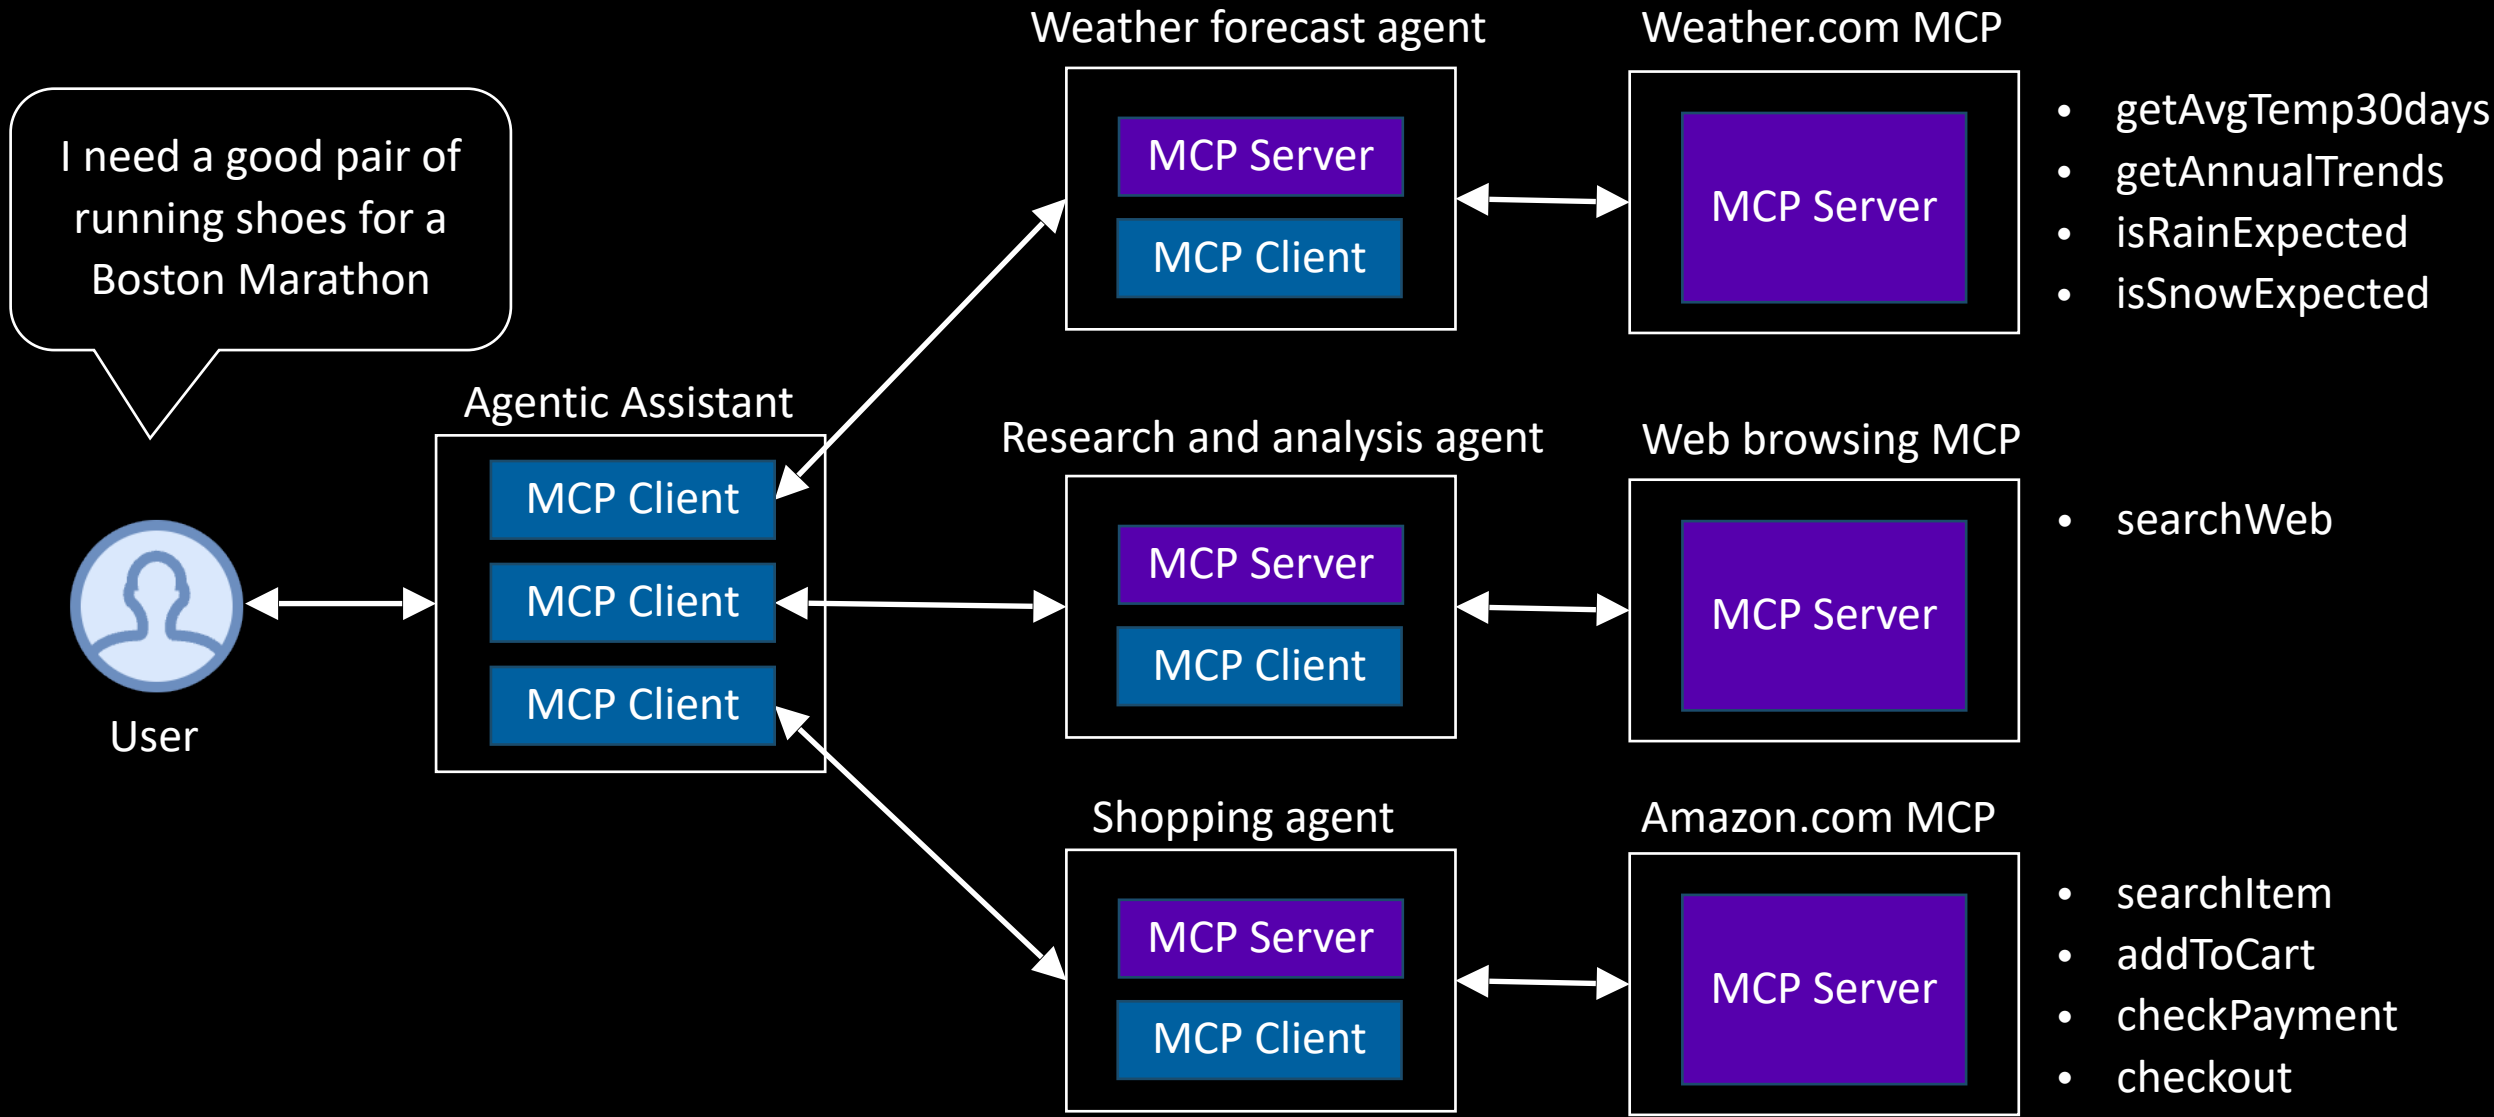 Weather forecast agent
Weather.com MCP
I need a good pair of
running shoes for a
Boston Marathon
MCP Server
MCP Client
MCP Server
• getAvgTemp30days
• getAnnualTrends
• isRainExpected
• isSnowExpected
Agentic Assistant
MCP Client
MCP Client
MCP Client
User
Research and analysis agent
Web browsing MCP
MCP Server
MCP Client
MCP Server
• searchWeb
Shopping agent
Amazon.com MCP
MCP Server
MCP Client
MCP Server
• searchItem
• addToCart
• checkPayment
• checkout